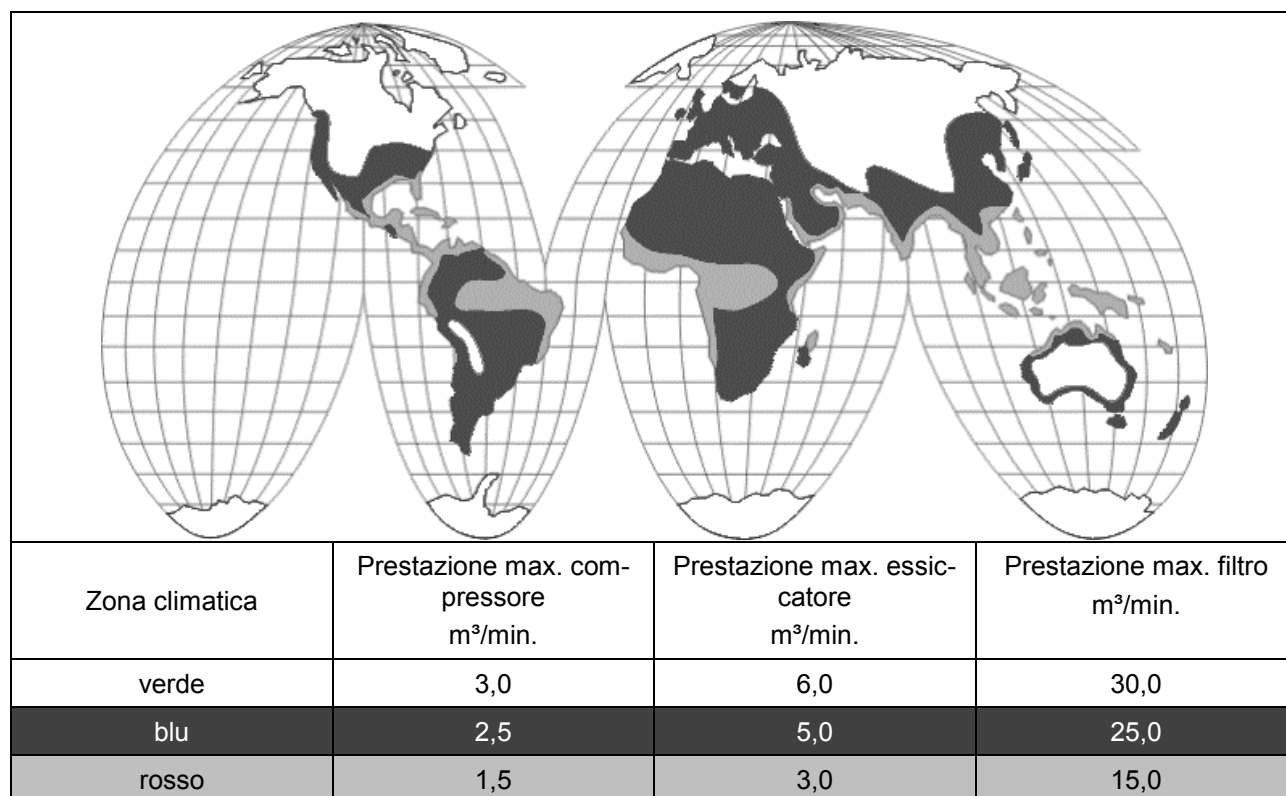 Zona climatica
Prestazione max. com-
pressore
m³/min.
Prestazione max. essic-
catore
m³/min.
Prestazione max. filtro
m³/min.
verde 3,0 6,0 30,0
blu 2,5 5,0 25,0
rosso 1,5 3,0 15,0